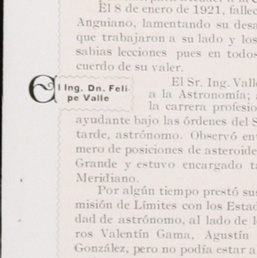 El 8 de enero de 1921, fallec
Anguiano, lamentando su desa
que trabajaron a su lado y los
sabias lecciones pues en todos
cuerdo de su valer.
El Ing. Dn. Feli-
pe Valle
El Sr. Ing. Valle
a la Astronomía;
la carrera profesio
ayudante bajo las órdenes del S
tarde, astrónomo. Observó en
mero de posiciones de asteroide
Grande y estuvo encargado
Meridiano.
Por algún tiempo prestó sus
misión de Límites con los Estad
dad de astrónomo, al lado de lo
ros Valentín Gama, Agustín
González, pero no podía estar a